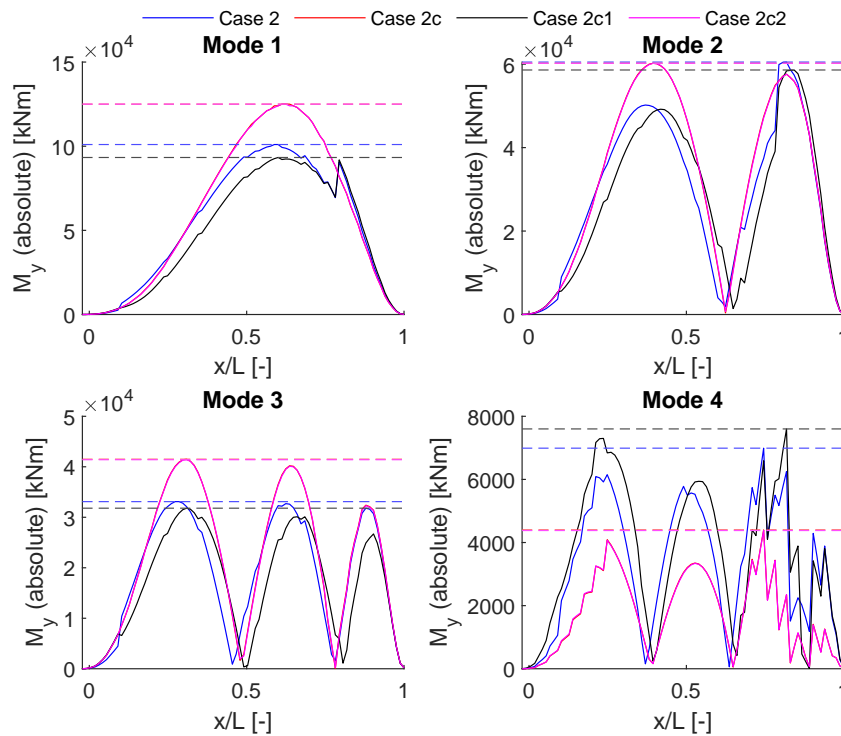 Case 2 Case 2c Case 2c1 Case 2c2
Mode 1
×10^4
M_y (absolute) [kNm]
15
10
5
0
0 0.5 1
x/L [-]
Mode 2
×10^4
M_y (absolute) [kNm]
6
4
2
0
0 0.5 1
x/L [-]
Mode 3
×10^4
M_y (absolute) [kNm]
5
4
3
2
1
0
0 0.5 1
x/L [-]
Mode 4
M_y (absolute) [kNm]
8000
6000
4000
2000
0
0 0.5 1
x/L [-]